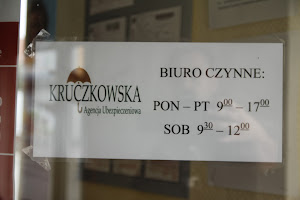 KRUCZKOWSKA
Agencja Ubezpieczeniowa
BIURO CZYNNE:
PON – PT 9⁰⁰ – 17⁰⁰
SOB 9³⁰ – 12⁰⁰